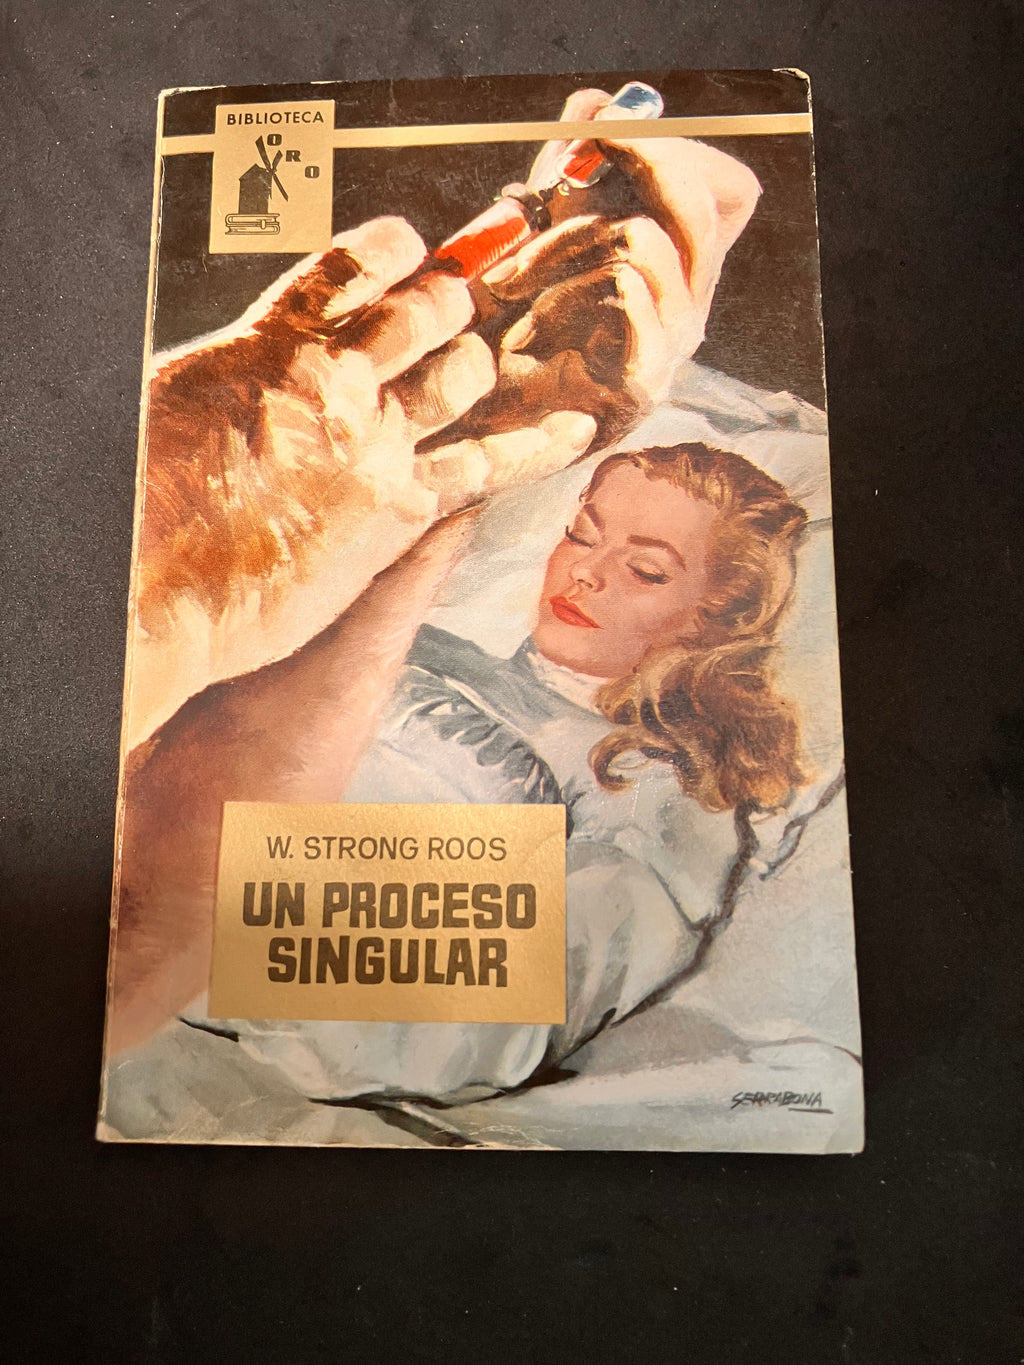 BIBLIOTECA
ORO
W. STRONG ROOS
UN PROCESO
SINGULAR
SERRABONA